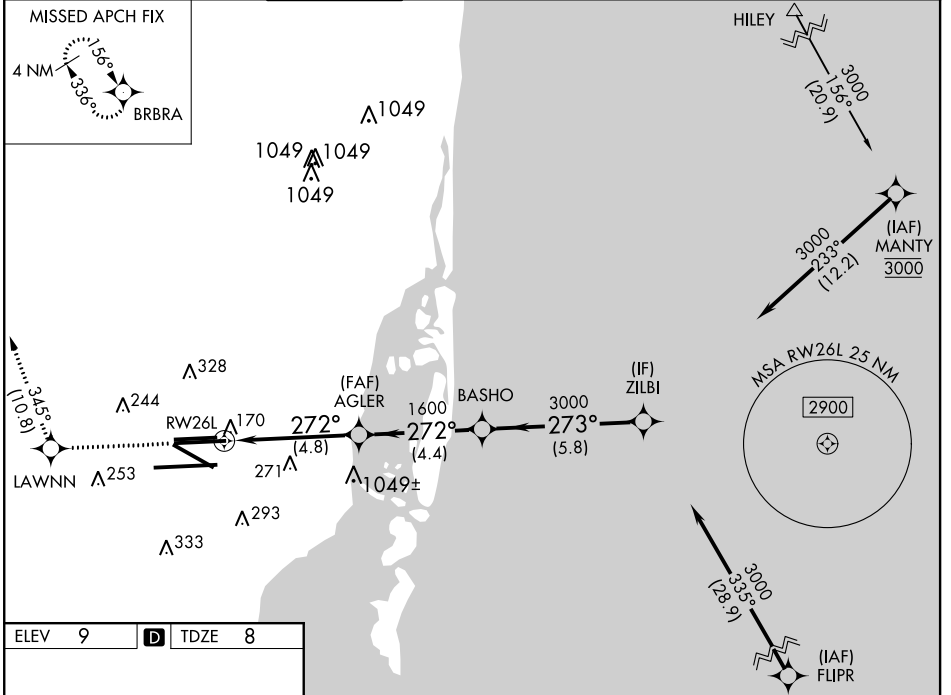 MISSED APCH FIX
4 NM
156°
336°
BRBRA
HILEY
3000
156°
(20.9)
1049
1049
1049
1049
(IAF)
MANTY
3000
3000
233°
(12.2)
MSA RW26L 25 NM
2900
345°
(10.8)
328
244
RW26L
170
272°
(4.8)
(FAF)
AGLER
1600
272°
(4.4)
BASHO
3000
273°
(5.8)
(IF)
ZILBI
LAWNN
253
271
1049±
293
333
3000
335°
(28.9)
(IAF)
FLIPR
ELEV 9 D TDZE 8